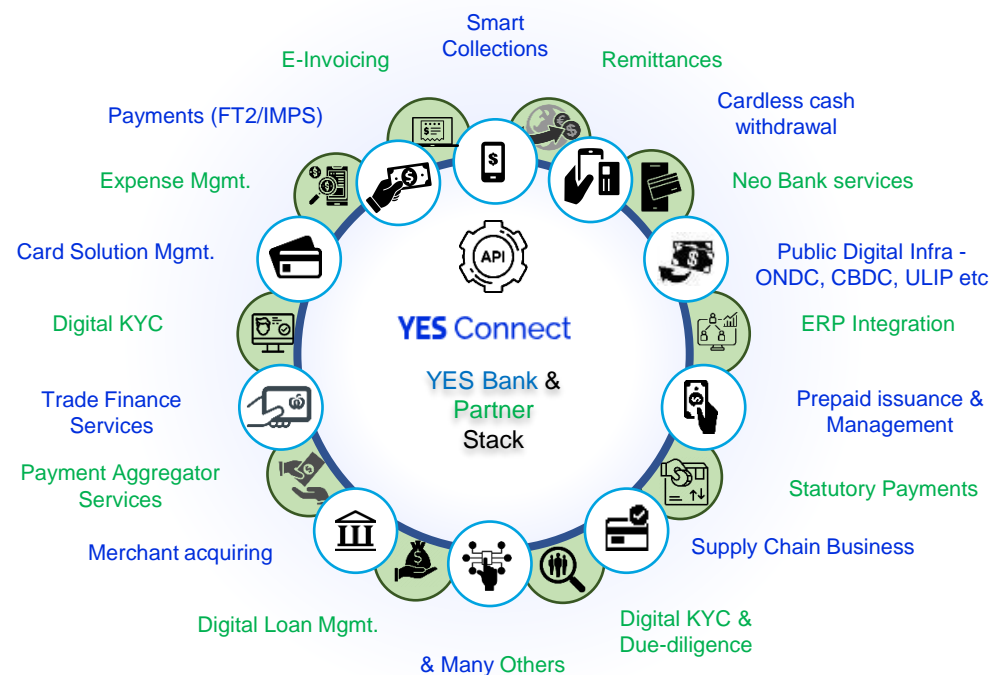 Smart
Collections
E-Invoicing
Remittances
Payments (FT2/IMPS)
Cardless cash
withdrawal
Expense Mgmt.
Neo Bank services
Card Solution Mgmt.
API
Public Digital Infra -
ONDC, CBDC, ULIP etc
Digital KYC
YES Connect
ERP Integration
YES Bank &
Partner
Stack
Trade Finance
Services
Prepaid issuance &
Management
Payment Aggregator
Services
Statutory Payments
Merchant acquiring
Supply Chain Business
Digital Loan Mgmt.
Digital KYC &
Due-diligence
& Many Others